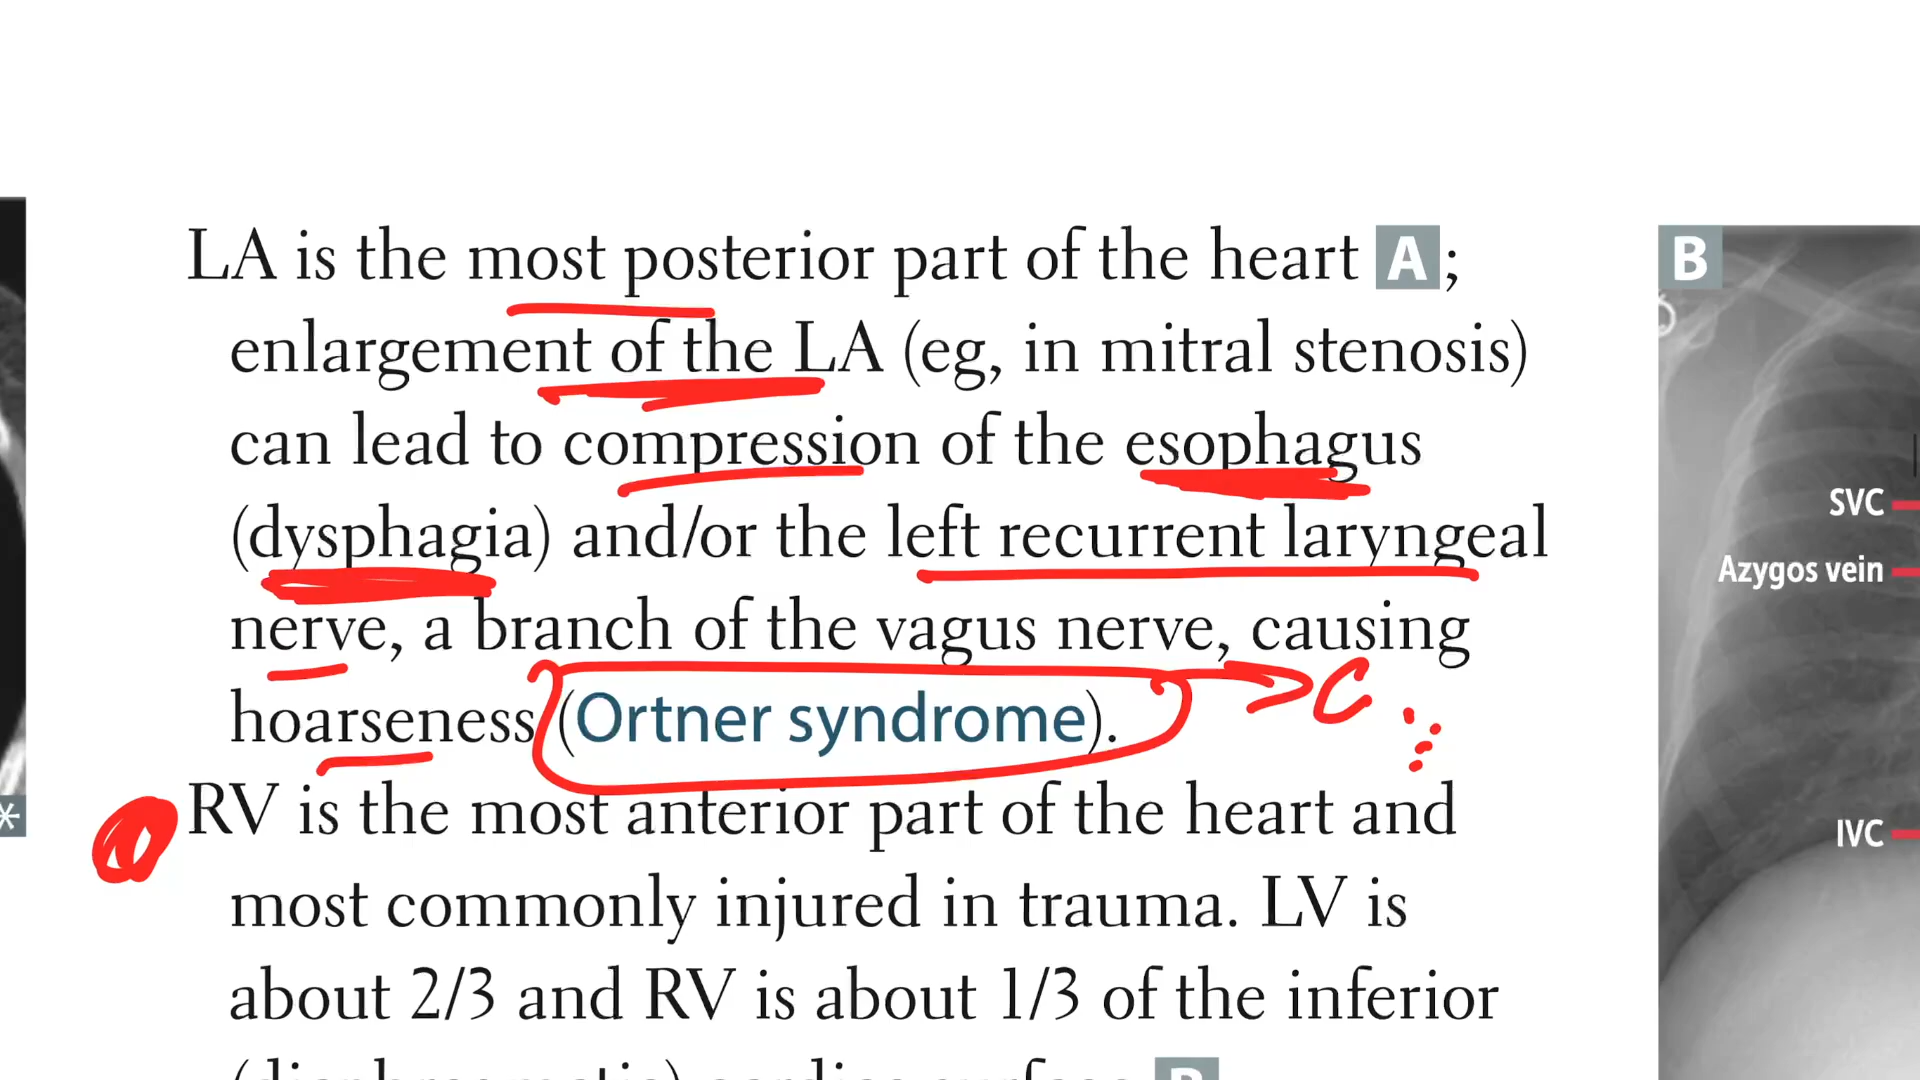 LA is the most posterior part of the heart A;
enlargement of the LA (eg, in mitral stenosis)
can lead to compression of the esophagus
(dysphagia) and/or the left recurrent laryngeal
nerve, a branch of the vagus nerve, causing
hoarseness (Ortner syndrome).
C
RV is the most anterior part of the heart and
most commonly injured in trauma. LV is
about 2/3 and RV is about 1/3 of the inferior
B
SVC
Azygos vein
IVC